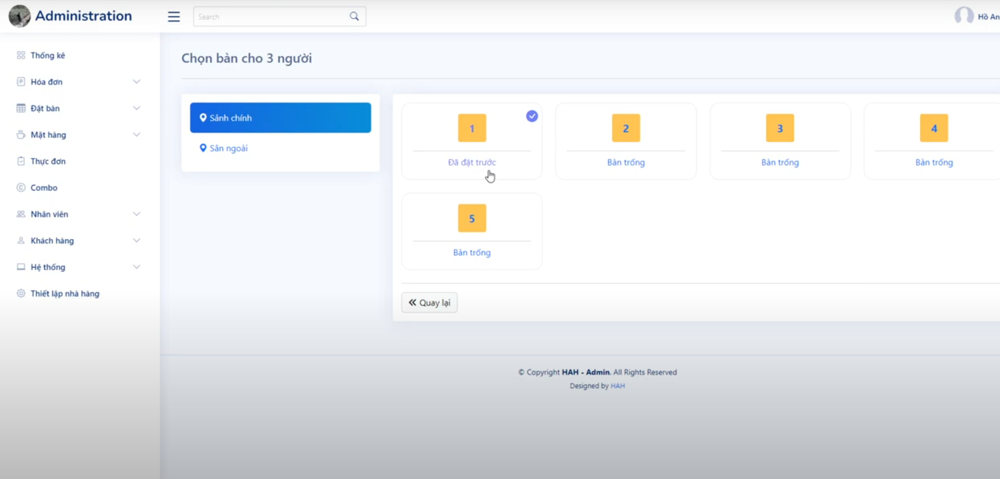 Administration
Search
Hồ An
Thống kê
Hóa đơn
Đặt bàn
Mặt hàng
Thực đơn
Combo
Nhân viên
Khách hàng
Hệ thống
Thiết lập nhà hàng
Chọn bàn cho 3 người
Sảnh chính
Sân ngoài
1
Đã đặt trước
2
Bàn trống
3
Bàn trống
4
Bàn trống
5
Bàn trống
Quay lại
© Copyright HAH - Admin. All Rights Reserved
Designed by HAH